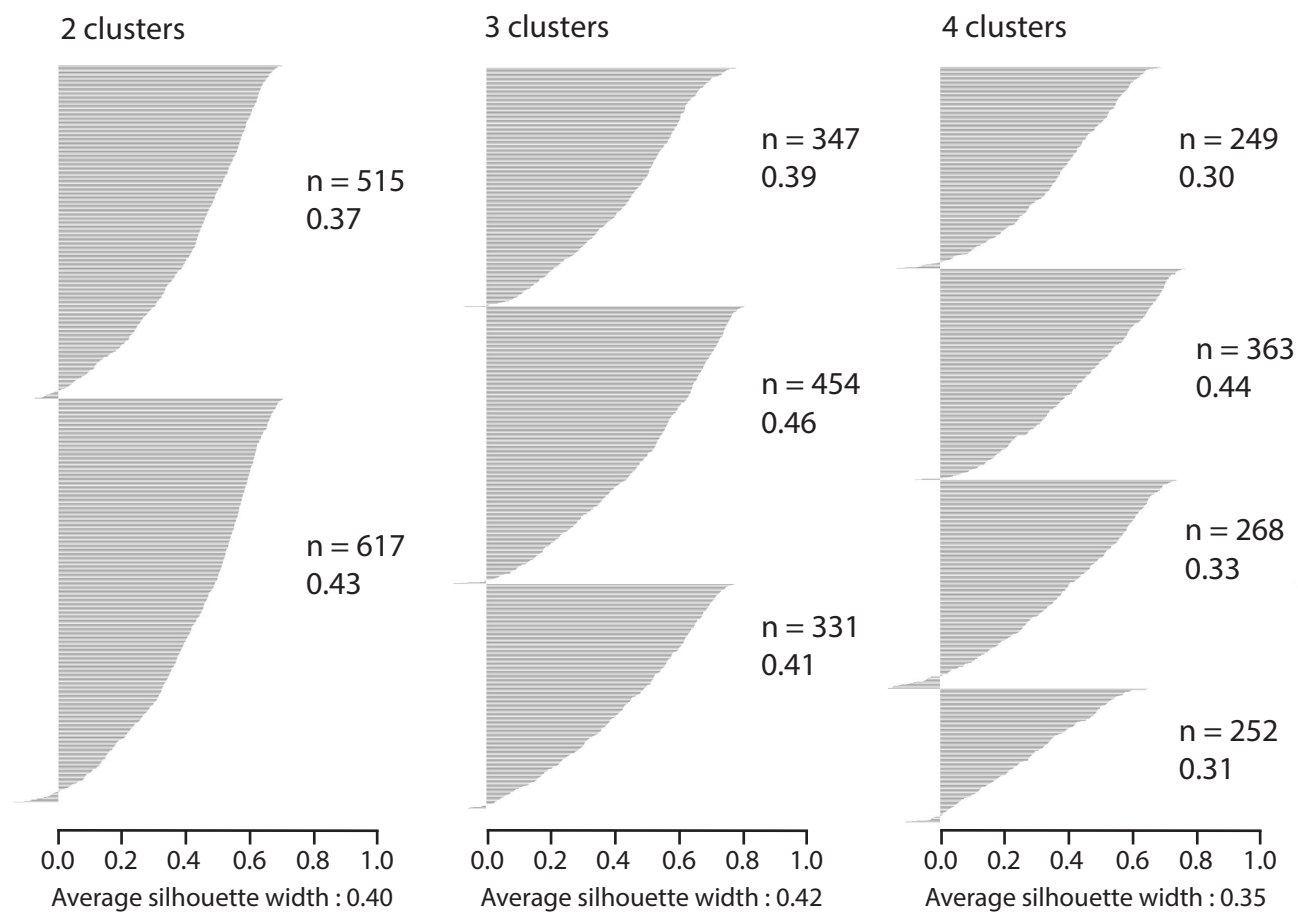 2 clusters
n = 515
0.37
n = 617
0.43
0.0 0.2 0.4 0.6 0.8 1.0
Average silhouette width : 0.40
3 clusters
n = 347
0.39
n = 454
0.46
n = 331
0.41
0.0 0.2 0.4 0.6 0.8 1.0
Average silhouette width : 0.42
4 clusters
n = 249
0.30
n = 363
0.44
n = 268
0.33
n = 252
0.31
0.0 0.2 0.4 0.6 0.8 1.0
Average silhouette width : 0.35